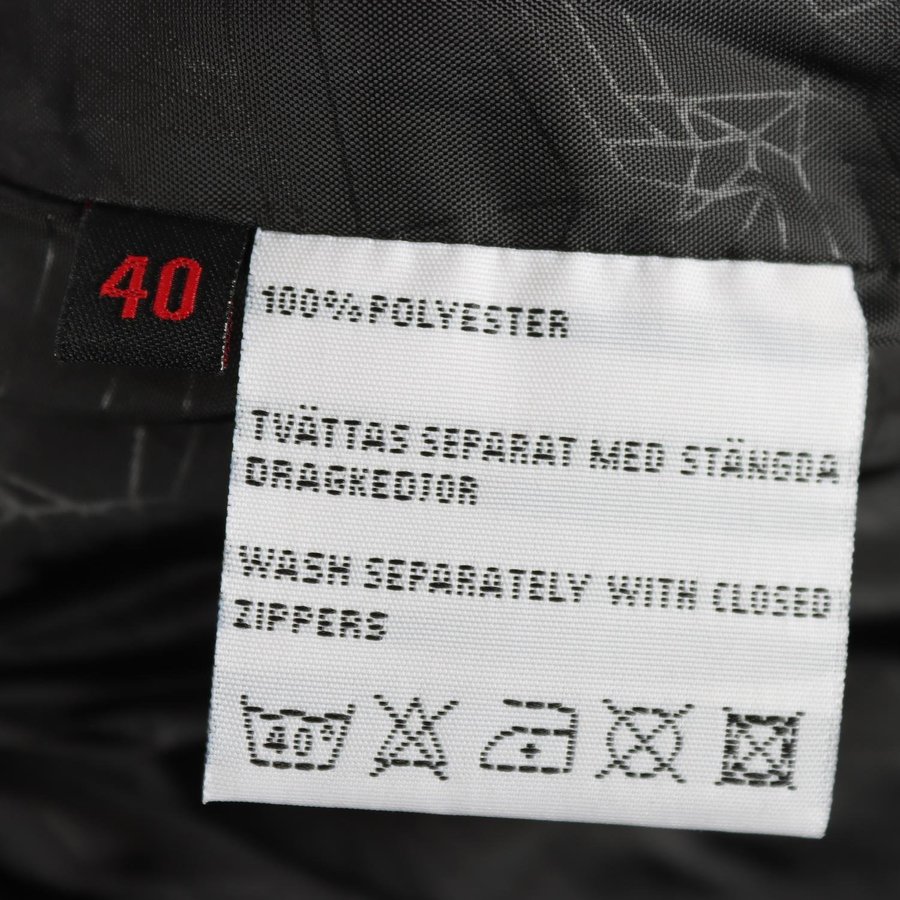 40
100% POLYESTER
TVÄTTAS SEPARAT MED STÄNGDA
DRAGKEDJOR
WASH SEPARATELY WITH CLOSED
ZIPPERS
40°